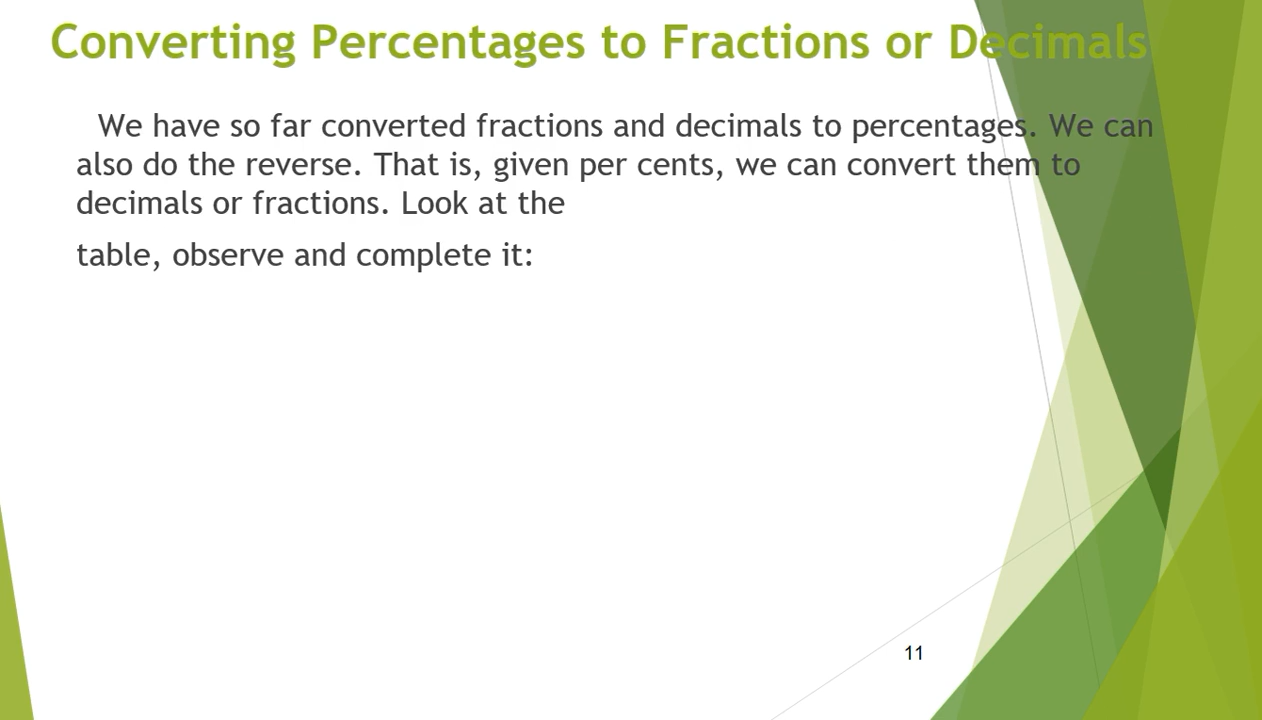 Converting Percentages to Fractions or Decimals
We have so far converted fractions and decimals to percentages. We can
also do the reverse. That is, given per cents, we can convert them to
decimals or fractions. Look at the
table, observe and complete it:
11